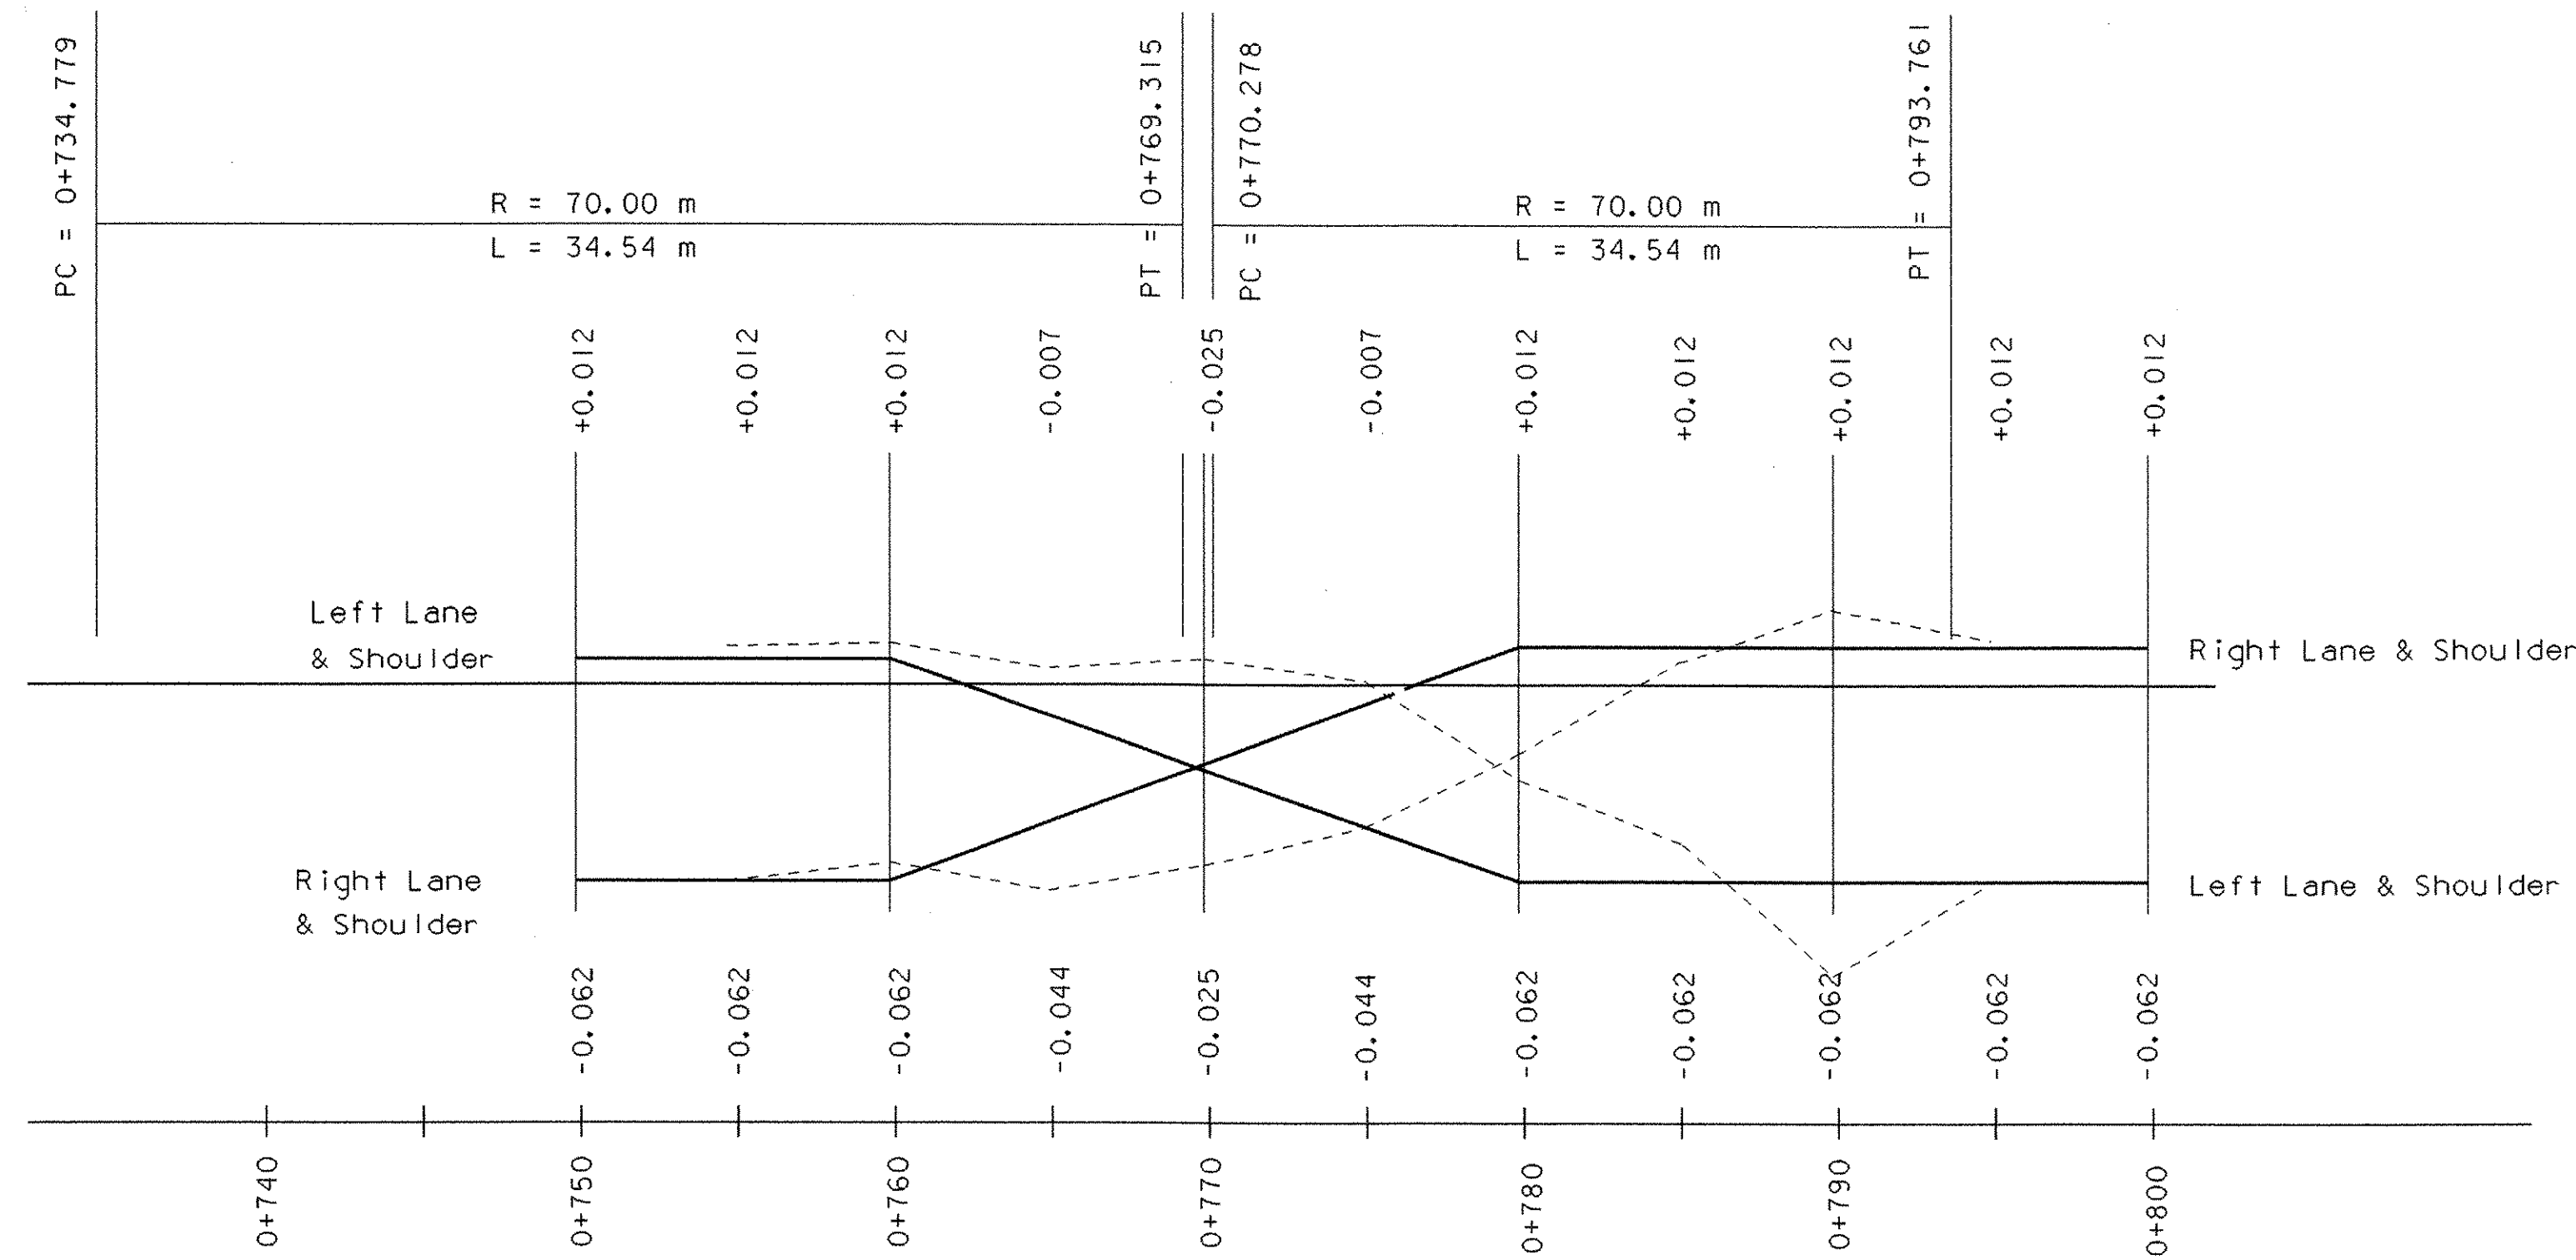 PC = 0+734.779
PT = 0+769.315
PC = 0+770.278
PT = 0+793.761
R = 70.00 m
L = 34.54 m
R = 70.00 m
L = 34.54 m
+0.012
+0.012
+0.012
-0.007
-0.025
-0.007
+0.012
+0.012
+0.012
+0.012
+0.012
Left Lane
& Shoulder
Right Lane & Shoulder
Right Lane
& Shoulder
Left Lane & Shoulder
-0.062
-0.062
-0.062
-0.044
-0.025
-0.044
-0.062
-0.062
-0.062
-0.062
-0.062
0+740
0+750
0+760
0+770
0+780
0+790
0+800